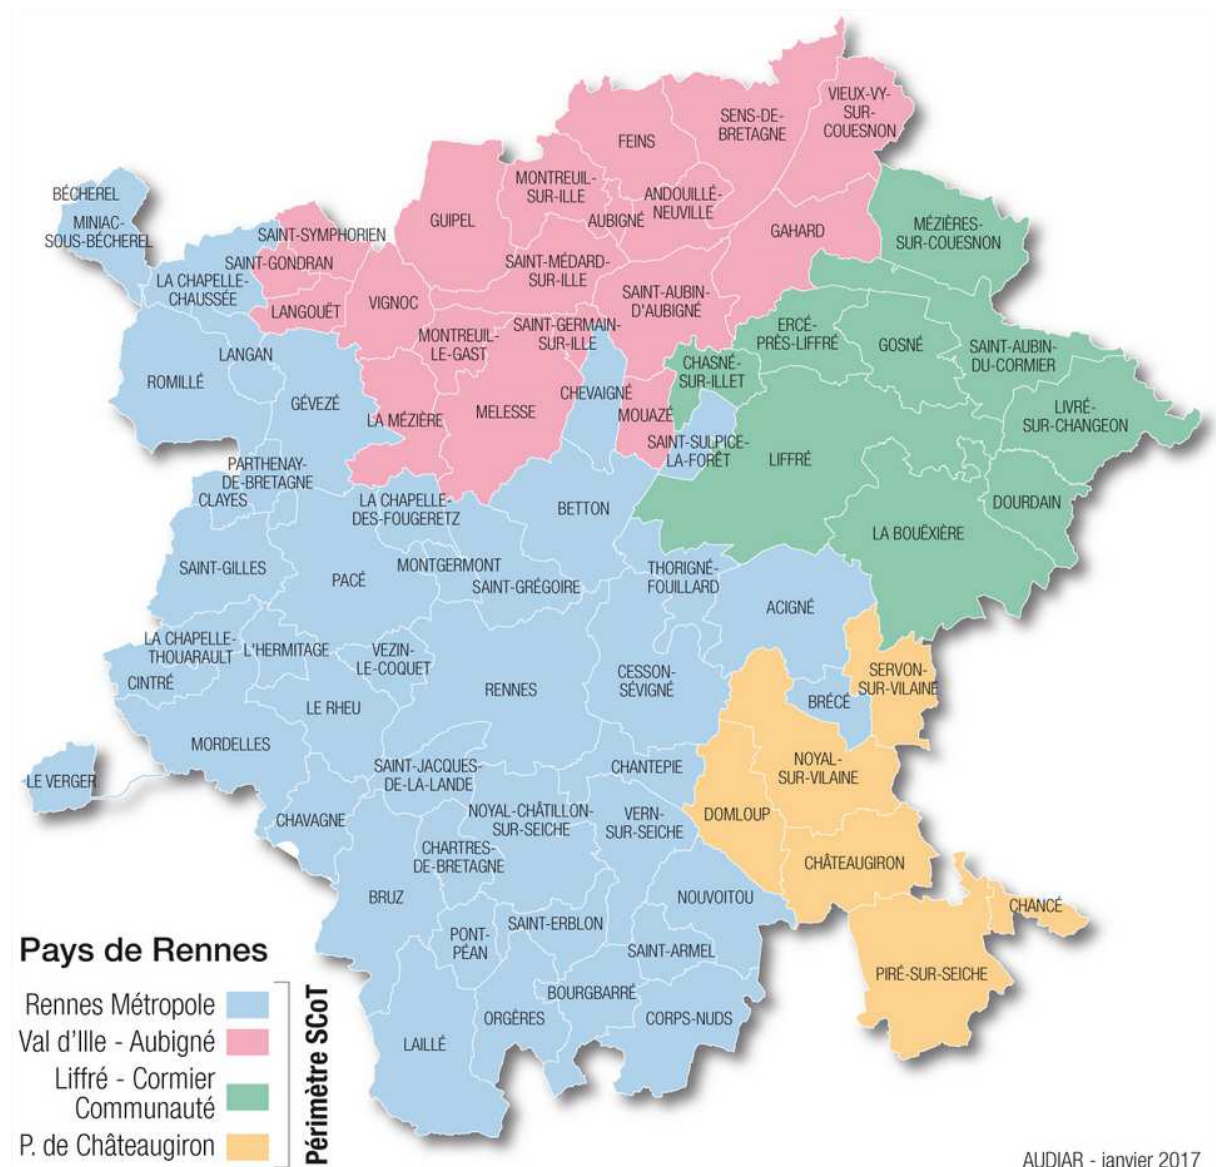 VIEUX-VY-
SUR-
COUESNON
SENS-DE-
BRETAGNE
FEINS
BÉCHEREL
MINIAC-
SOUS-BÉCHEREL
MONTREUIL-
SUR-ILLE
ANDOUILLÉ-
NEUVILLE
GUIPEL
AUBIGNÉ
GAHARD
MÉZIÈRES-
SUR-COUESNON
SAINT-SYMPHORIEN
SAINT-GONDRAN
LA CHAPELLE-
CHAUSSÉE
SAINT-MÉDARD-
SUR-ILLE
LANGOUËT
VIGNOC
SAINT-AUBIN-
D'AUBIGNÉ
MONTREUIL-
LE-GAST
SAINT-GERMAIN-
SUR-ILLE
ERCÉ-
PRÈS-LIFFRÉ
GOSNÉ
SAINT-AUBIN-
DU-CORMIER
LANGAN
ROMILLÉ
GÉVEZÉ
CHASNÉ-
SUR-ILLET
CHEVAIGNÉ
LA MÉZIÈRE
MELESSE
MOUAZÉ
LIVRÉ-
SUR-CHANGEON
SAINT-SULPICE-
LA-FORÊT
LIFFRÉ
PARTHENAY-
DE-BRETAGNE
CLAYES
LA CHAPELLE-
DES-FOUGERETZ
BETTON
DOURDAIN
LA BOUËXIÈRE
SAINT-GILLES
PACÉ
MONTGERMONT
SAINT-GRÉGOIRE
THORIGNÉ-
FOUILLARD
ACIGNÉ
LA CHAPELLE-
THOUARAULT
L'HERMITAGE
VEZIN-
LE-COQUET
CINTRÉ
RENNES
CESSON-
SÉVIGNÉ
SERVON-
SUR-VILAINE
BRÉCÉ
LE RHEU
MORDELLES
LE VERGER
SAINT-JACQUES-
DE-LA-LANDE
CHANTEPIE
NOYAL-
SUR-VILAINE
CHAVAGNE
NOYAL-CHÂTILLON-
SUR-SEICHE
VERN-
SUR-SEICHE
DOMLOUP
CHARTRES-
DE-BRETAGNE
CHÂTEAUGIRON
BRUZ
NOUVOITOU
CHANCÉ
SAINT-ERBLON
PONT-
PÉAN
SAINT-ARMEL
PIRÉ-SUR-SEICHE
BOURGBARRÉ
ORGÈRES
CORPS-NUDS
LAILLÉ
Pays de Rennes
Rennes Métropole
Val d'Ille - Aubigné
Liffré - Cormier
Communauté
P. de Châteaugiron
Périmètre SCoT
AUDIAR - janvier 2017